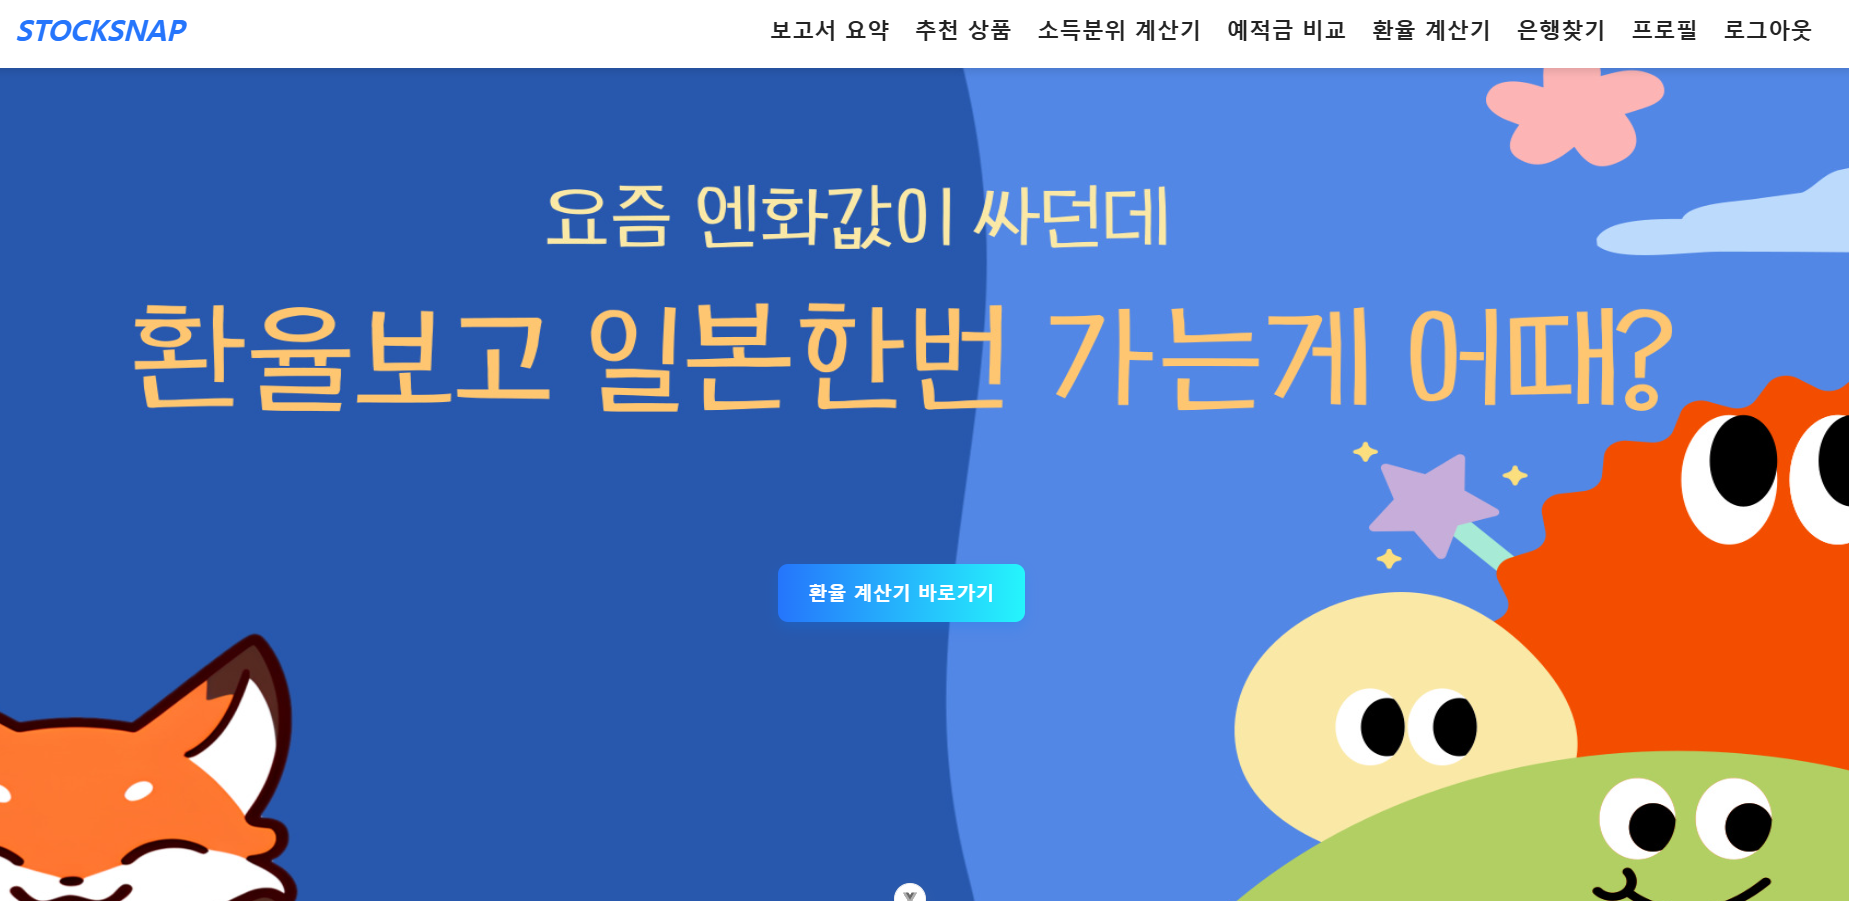 STOCKSNAP
보고서 요약 추천 상품 소득분위 계산기 예적금 비교 환율 계산기 은행찾기 프로필 로그아웃
요즘 엔화값이 싸던데
환율보고 일본한번 가는게 어때?
환율 계산기 바로가기